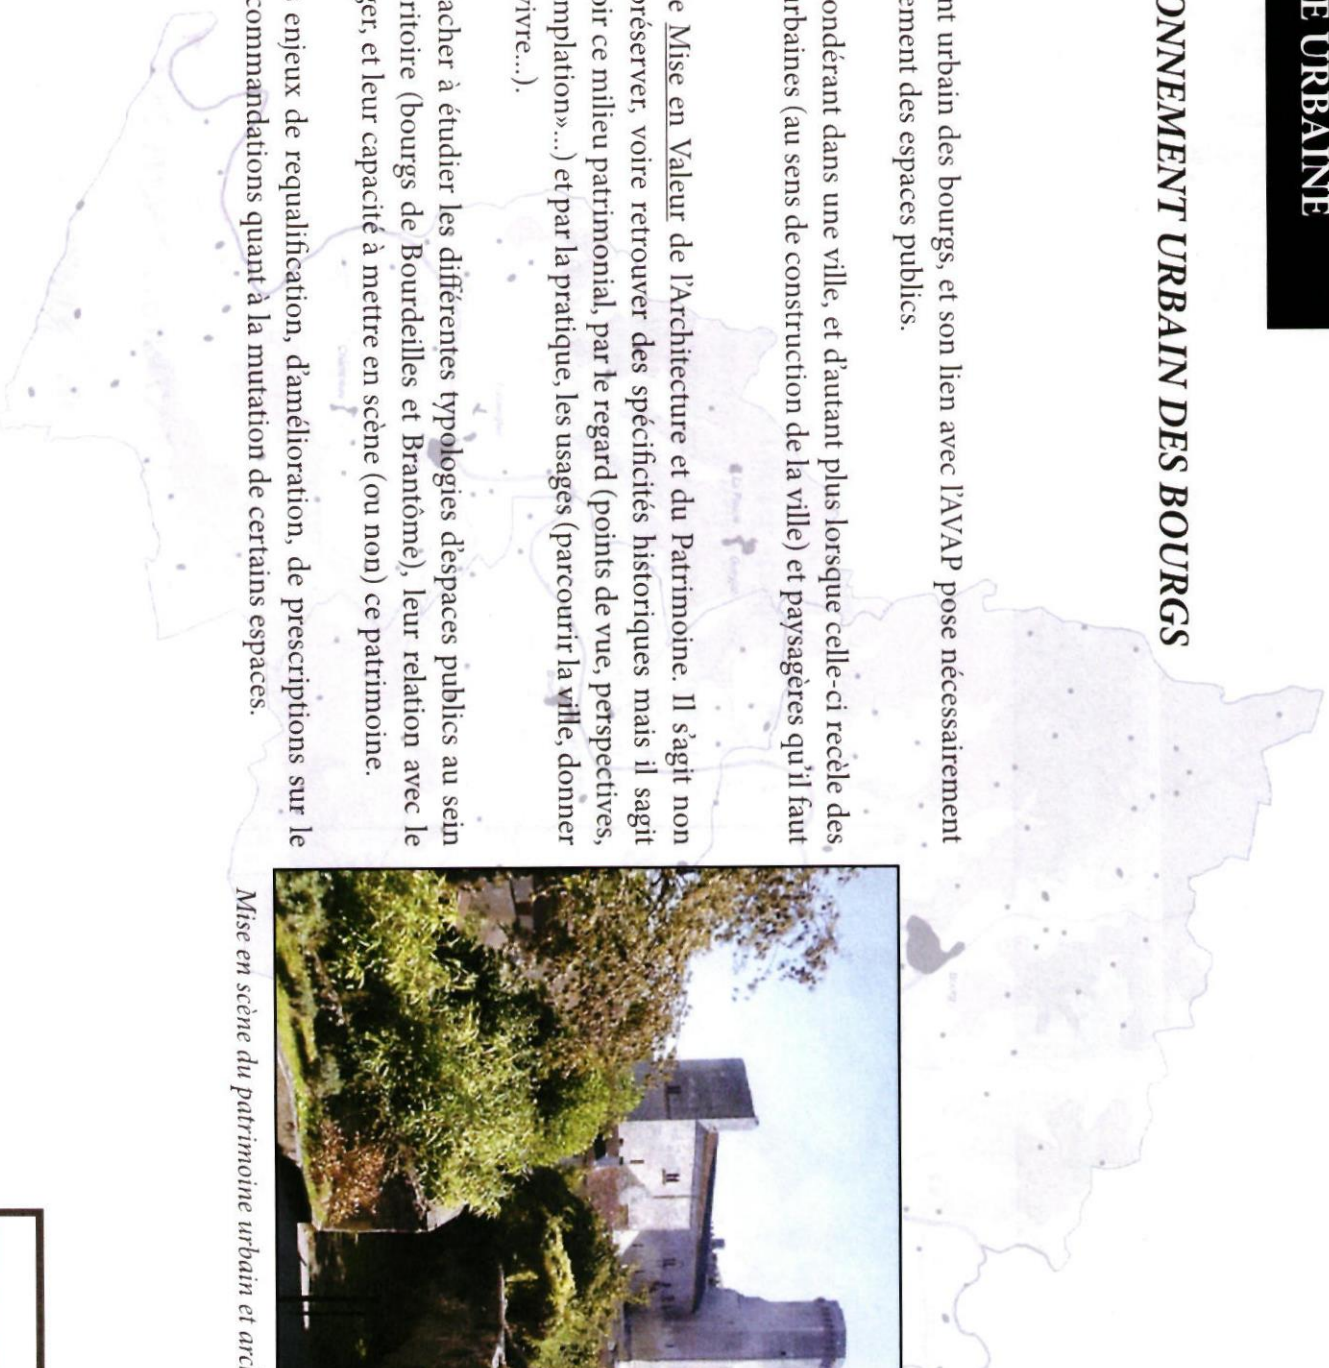 E URBAINE
ONNEMENT URBAIN DES BOURGS
nt urbain des bourgs, et son lien avec l'AVAP pose nécessairement
ement des espaces publics.
ondérant dans une ville, et d'autant plus lorsque celle-ci recèle des
urbaines (au sens de construction de la ville) et paysagères qu'il faut
e Mise en Valeur de l'Architecture et du Patrimoine. Il s'agit non
préserver, voire retrouver des spécificités historiques mais il sagit
oir ce milieu patrimonial, par le regard (points de vue, perspectives,
mplation»...) et par la pratique, les usages (parcourir la ville, donner
vivre...).
acher à étudier les différentes typologies d'espaces publics au sein
ritoire (bourgs de Bourdeilles et Brantôme), leur relation avec le
ger, et leur capacité à mettre en scène (ou non) ce patrimoine.
enjeux de requalification, d'amélioration, de prescriptions sur le
commandations quant à la mutation de certains espaces.
Mise en scène du patrimoine urbain et arc